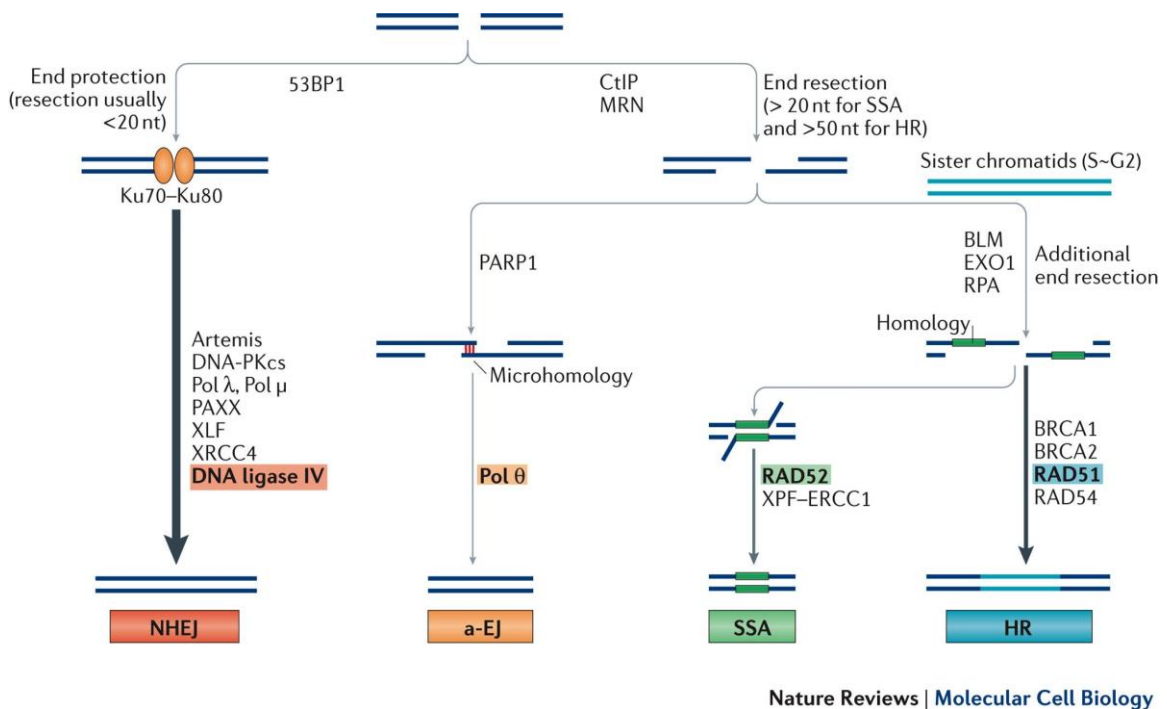 53BP1
CtIP
MRN
End protection
(resection usually
<20 nt)
End resection
(> 20 nt for SSA
and >50 nt for HR)
Ku70–Ku80
Sister chromatids (S~G2)
PARP1
BLM
EXO1
RPA
Additional
end resection
Homology
Microhomology
Artemis
DNA-PKcs
Pol λ, Pol μ
PAXX
XLF
XRCC4
DNA ligase IV
Pol θ
RAD52
XPF–ERCC1
BRCA1
BRCA2
RAD51
RAD54
NHEJ
a-EJ
SSA
HR
Nature Reviews | Molecular Cell Biology